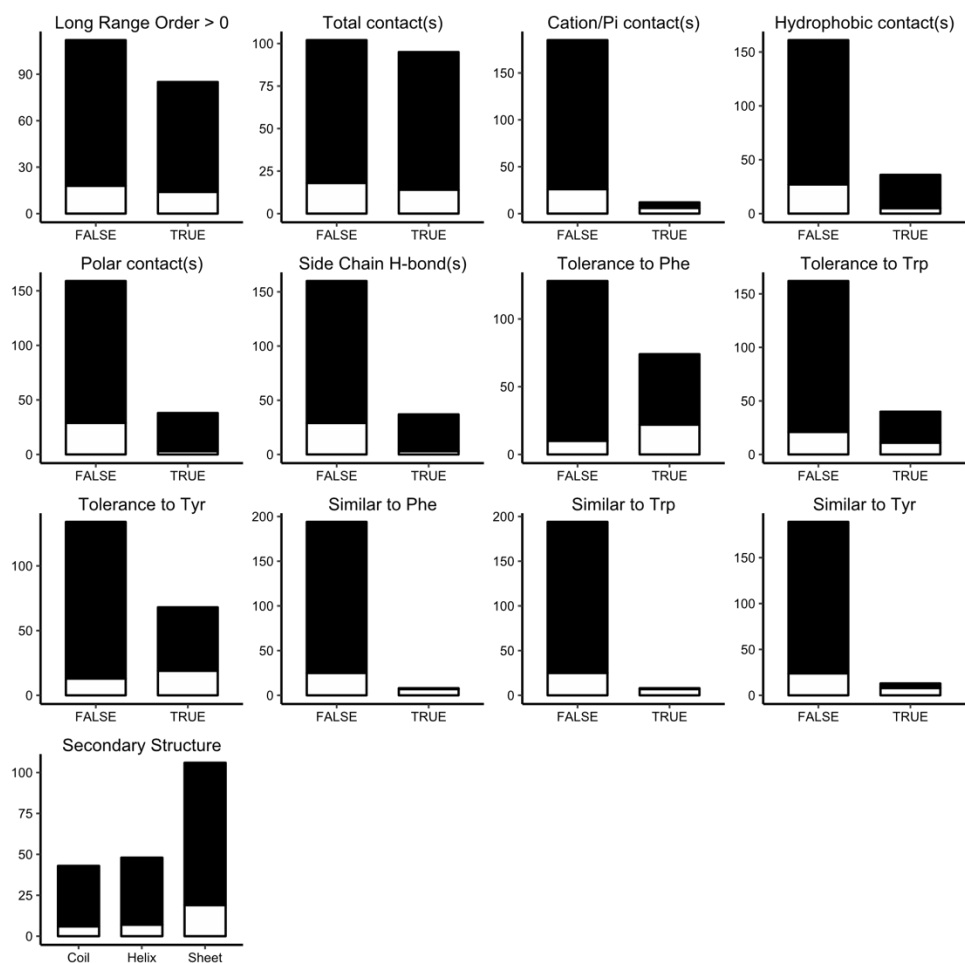 Long Range Order > 0
90
60
30
0
FALSE TRUE
Total contact(s)
100
75
50
25
0
FALSE TRUE
Cation/Pi contact(s)
150
100
50
0
FALSE TRUE
Hydrophobic contact(s)
150
100
50
0
FALSE TRUE
Polar contact(s)
150
100
50
0
FALSE TRUE
Side Chain H-bond(s)
150
100
50
0
FALSE TRUE
Tolerance to Phe
100
50
0
FALSE TRUE
Tolerance to Trp
150
100
50
0
FALSE TRUE
Tolerance to Tyr
100
50
0
FALSE TRUE
Similar to Phe
200
150
100
50
0
FALSE TRUE
Similar to Trp
200
150
100
50
0
FALSE TRUE
Similar to Tyr
150
100
50
0
FALSE TRUE
Secondary Structure
100
75
50
25
0
Coil Helix Sheet